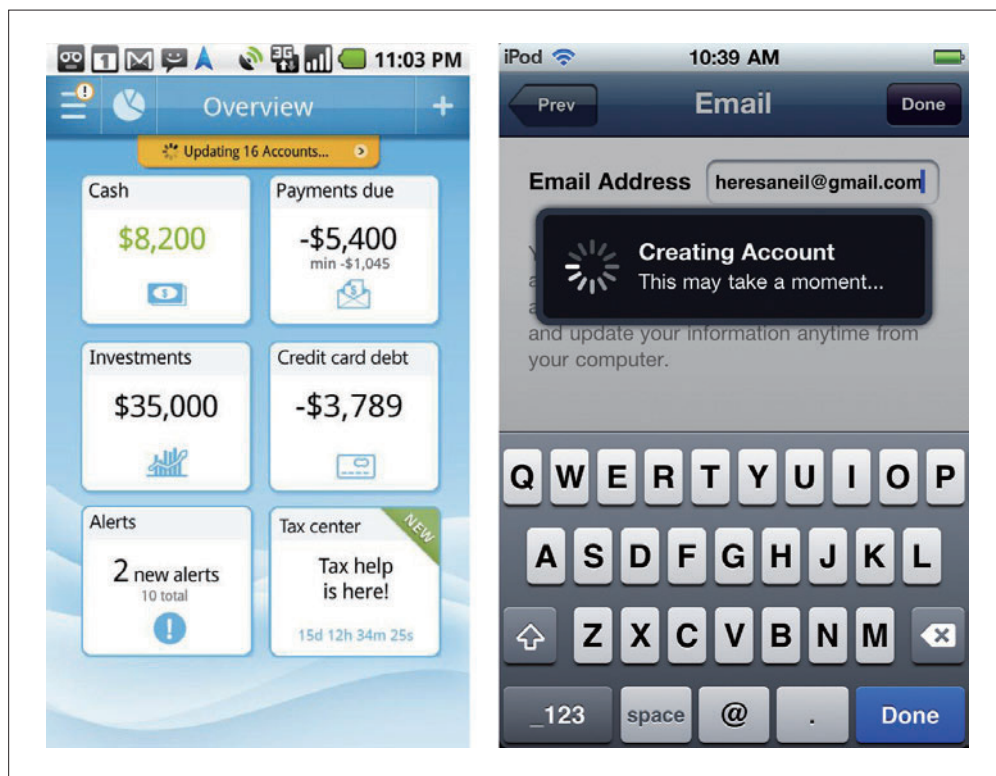 1
3G
11:03 PM
!
Overview
+
Updating 16 Accounts...
Cash
$8,200
$
Payments due
-$5,400
min -$1,045
$
Investments
$35,000
Credit card debt
-$3,789
Alerts
2 new alerts
10 total
!
Tax center
NEW
Tax help
is here!
15d 12h 34m 25s
iPod
10:39 AM
Prev
Email
Done
Email Address heresaneil@gmail.com
Creating Account
This may take a moment...
and update your information anytime from
your computer.
Q W E R T Y U I O P
A S D F G H J K L
Z X C V B N M
_123 space @ . Done